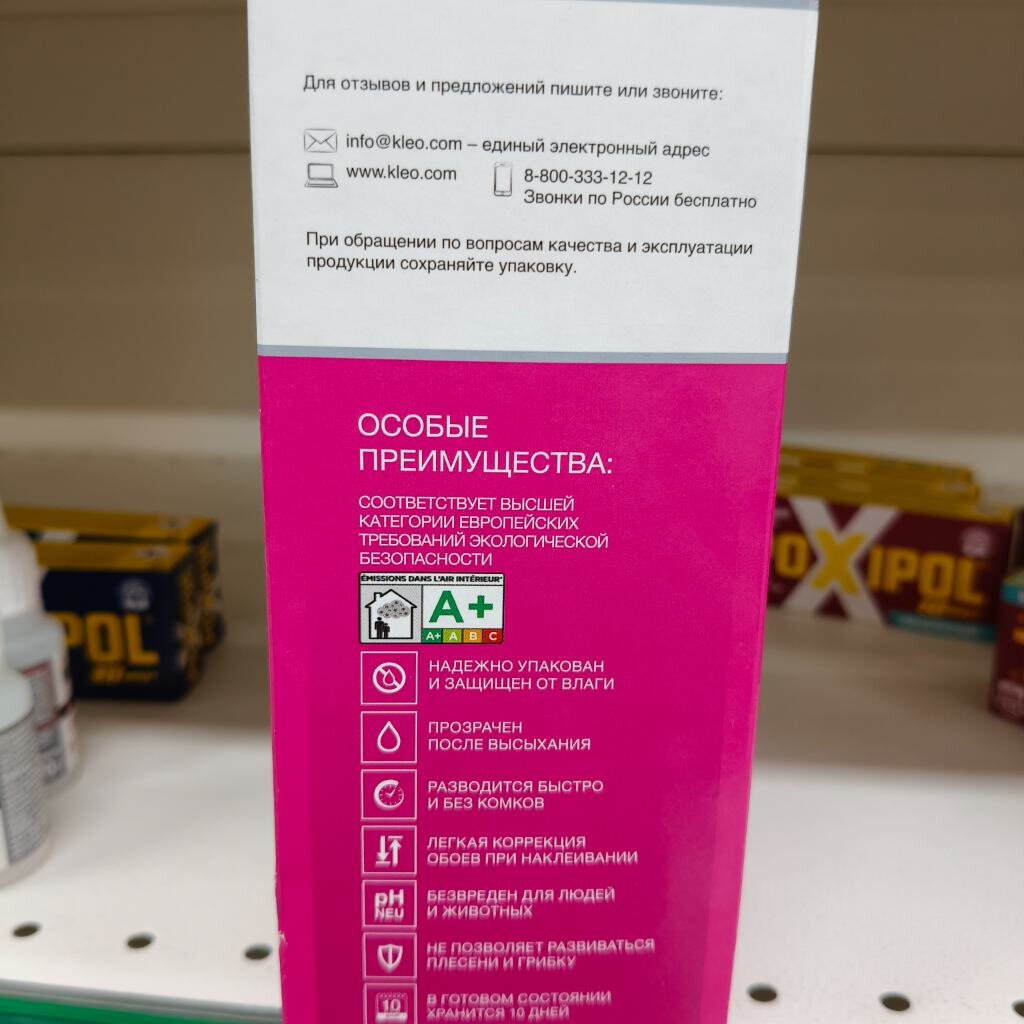 Для отзывов и предложений пишите или звоните:
info@kleo.com – единый электронный адрес
www.kleo.com
8-800-333-12-12
Звонки по России бесплатно
При обращении по вопросам качества и эксплуатации
продукции сохраняйте упаковку.
ОСОБЫЕ
ПРЕИМУЩЕСТВА:
СООТВЕТСТВУЕТ ВЫСШЕЙ
КАТЕГОРИИ ЕВРОПЕЙСКИХ
ТРЕБОВАНИЙ ЭКОЛОГИЧЕСКОЙ
БЕЗОПАСНОСТИ
ÉMISSIONS DANS L'AIR INTÉRIEUR*
A+
A+ A B C
НАДЕЖНО УПАКОВАН
И ЗАЩИЩЕН ОТ ВЛАГИ
ПРОЗРАЧЕН
ПОСЛЕ ВЫСЫХАНИЯ
РАЗВОДИТСЯ БЫСТРО
И БЕЗ КОМКОВ
ЛЕГКАЯ КОРРЕКЦИЯ
ОБОЕВ ПРИ НАКЛЕИВАНИИ
pH
NEU
БЕЗВРЕДЕН ДЛЯ ЛЮДЕЙ
И ЖИВОТНЫХ
НЕ ПОЗВОЛЯЕТ РАЗВИВАТЬСЯ
ПЛЕСЕНИ И ГРИБКУ
10
В ГОТОВОМ СОСТОЯНИИ
ХРАНИТСЯ 10 ДНЕЙ
POL
OXIPOL